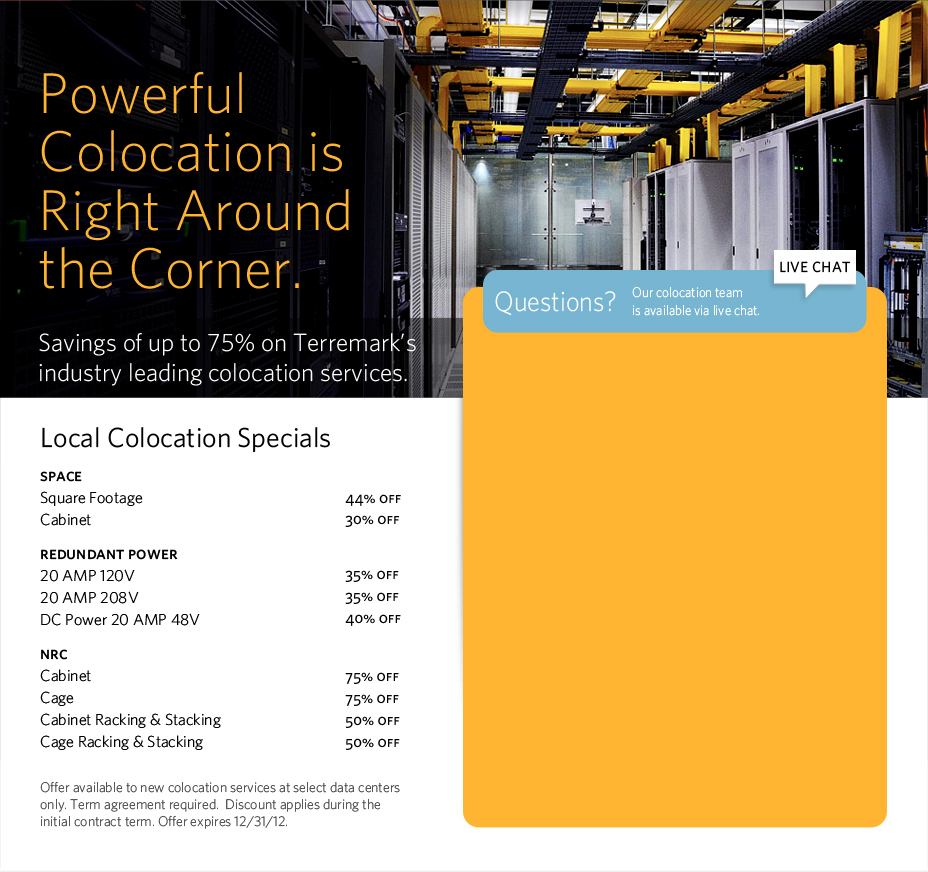 Powerful
Colocation is
Right Around
the Corner.
Savings of up to 75% on Terremark's
industry leading colocation services.
LIVE CHAT
Questions?
Our colocation team
is available via live chat.
Local Colocation Specials
SPACE
Square Footage 44% OFF
Cabinet 30% OFF
REDUNDANT POWER
20 AMP 120V 35% OFF
20 AMP 208V 35% OFF
DC Power 20 AMP 48V 40% OFF
NRC
Cabinet 75% OFF
Cage 75% OFF
Cabinet Racking & Stacking 50% OFF
Cage Racking & Stacking 50% OFF
Offer available to new colocation services at select data centers
only. Term agreement required. Discount applies during the
initial contract term. Offer expires 12/31/12.